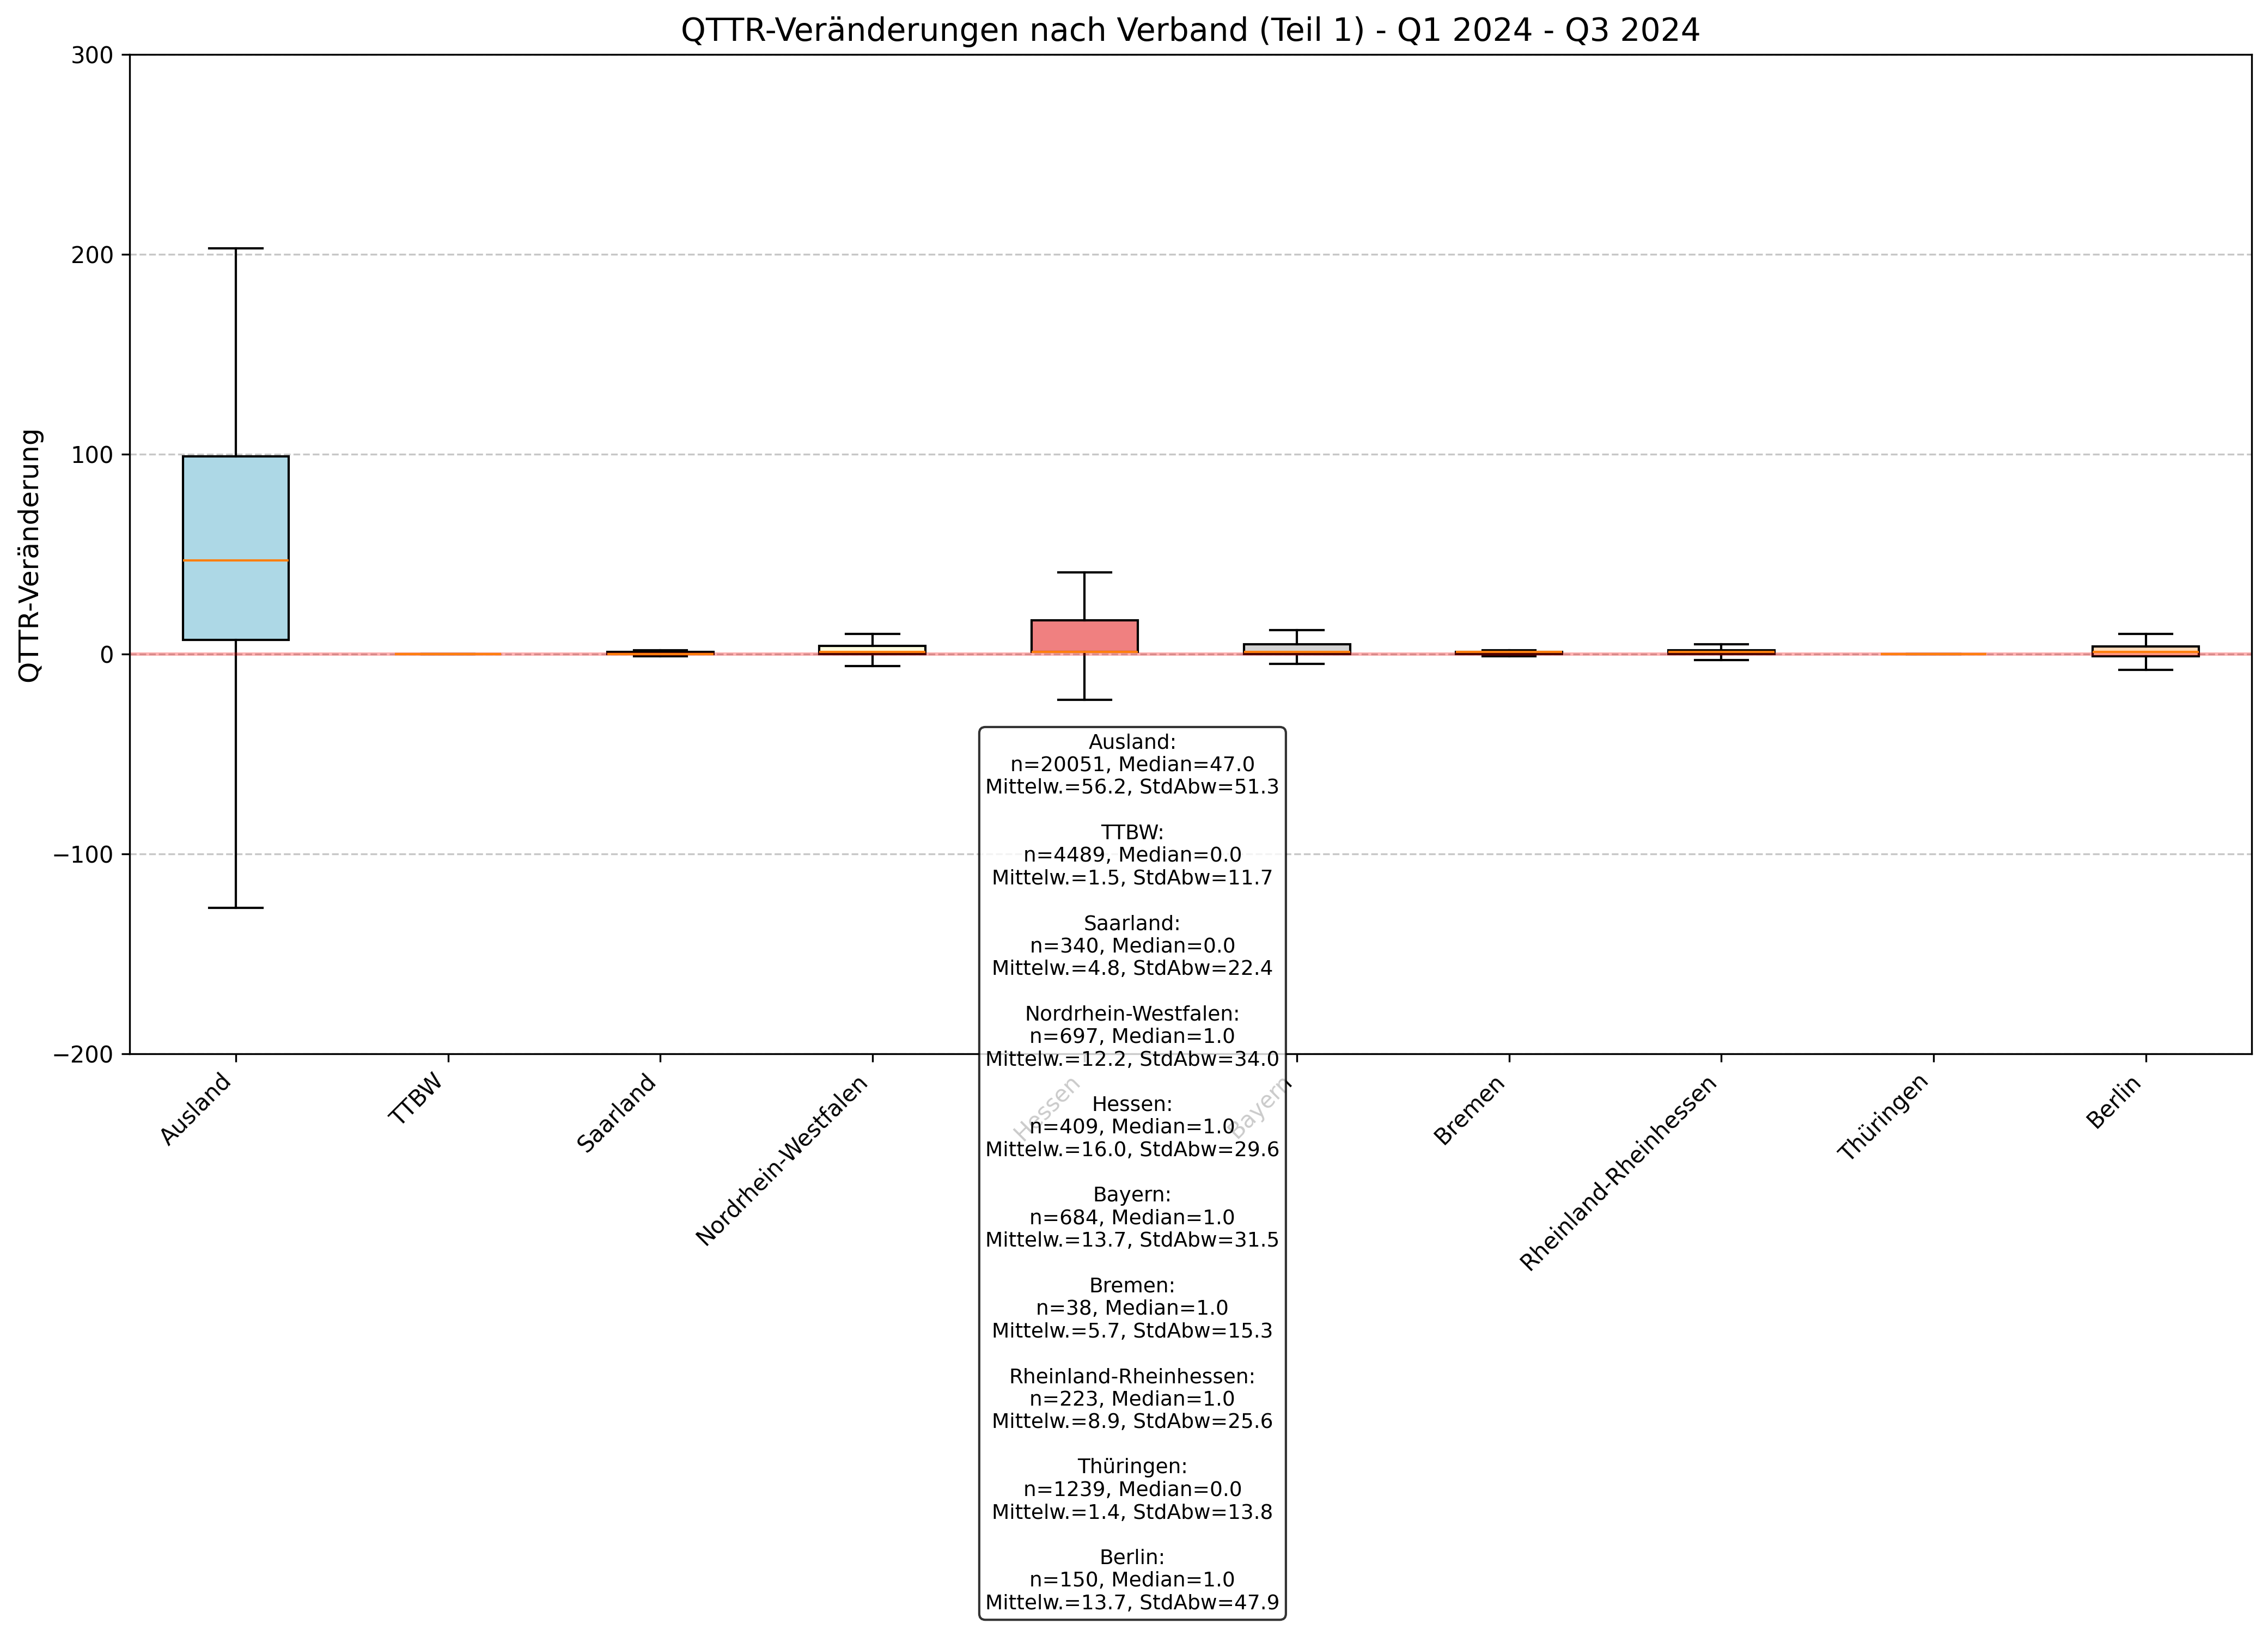 QTTR-Veränderungen nach Verband (Teil 1) - Q1 2024 - Q3 2024
QTTR-Veränderung
300
200
100
0
−100
−200
Ausland
TTBW
Saarland
Nordrhein-Westfalen
Hessen
Bayern
Bremen
Rheinland-Rheinhessen
Thüringen
Berlin
Ausland:
n=20051, Median=47.0
Mittelw.=56.2, StdAbw=51.3
TTBW:
n=4489, Median=0.0
Mittelw.=1.5, StdAbw=11.7
Saarland:
n=340, Median=0.0
Mittelw.=4.8, StdAbw=22.4
Nordrhein-Westfalen:
n=697, Median=1.0
Mittelw.=12.2, StdAbw=34.0
Hessen:
n=409, Median=1.0
Mittelw.=16.0, StdAbw=29.6
Bayern:
n=684, Median=1.0
Mittelw.=13.7, StdAbw=31.5
Bremen:
n=38, Median=1.0
Mittelw.=5.7, StdAbw=15.3
Rheinland-Rheinhessen:
n=223, Median=1.0
Mittelw.=8.9, StdAbw=25.6
Thüringen:
n=1239, Median=0.0
Mittelw.=1.4, StdAbw=13.8
Berlin:
n=150, Median=1.0
Mittelw.=13.7, StdAbw=47.9